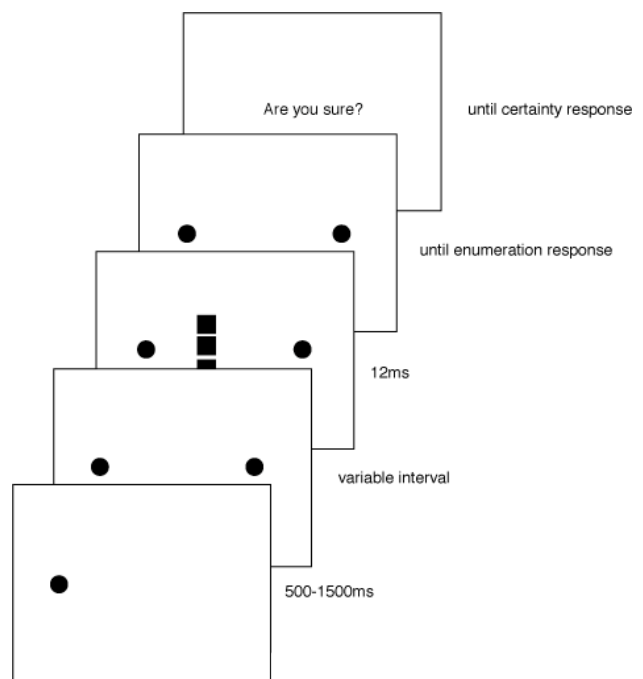 Are you sure?
until certainty response
until enumeration response
12ms
variable interval
500-1500ms